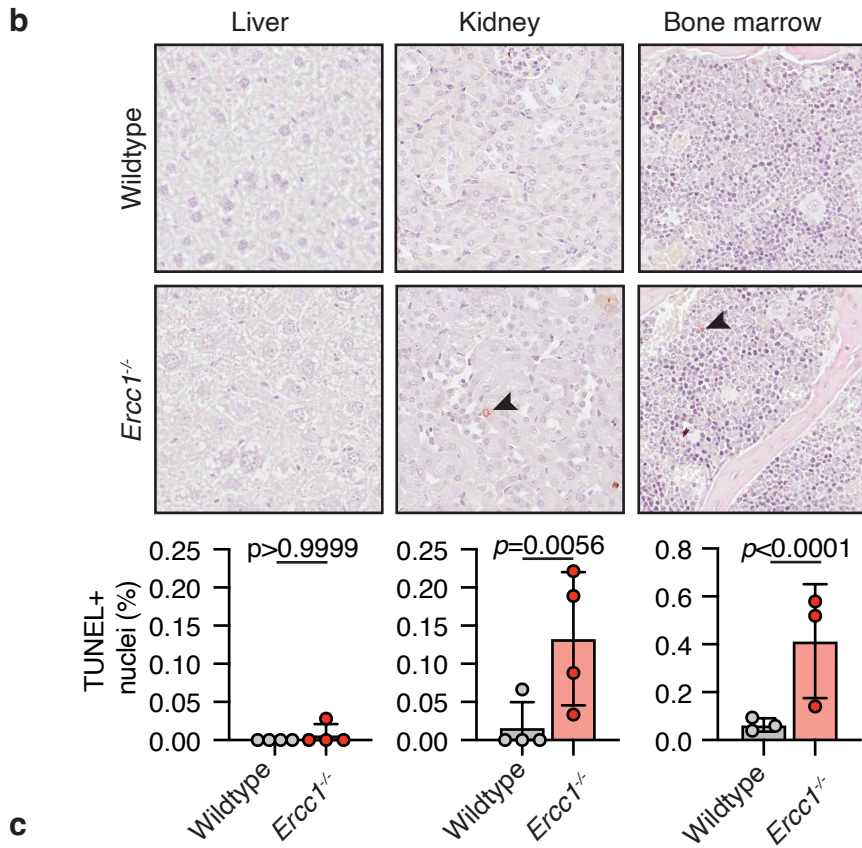 b
Liver Kidney Bone marrow
Wildtype
Ercc1-/-
TUNEL+
nuclei (%)
0.25
0.20
0.15
0.10
0.05
0.00
p>0.9999
Wildtype
Ercc1-/-
0.25
0.20
0.15
0.10
0.05
0.00
p=0.0056
Wildtype
Ercc1-/-
0.8
0.6
0.4
0.2
0.0
p<0.0001
Wildtype
Ercc1-/-
c